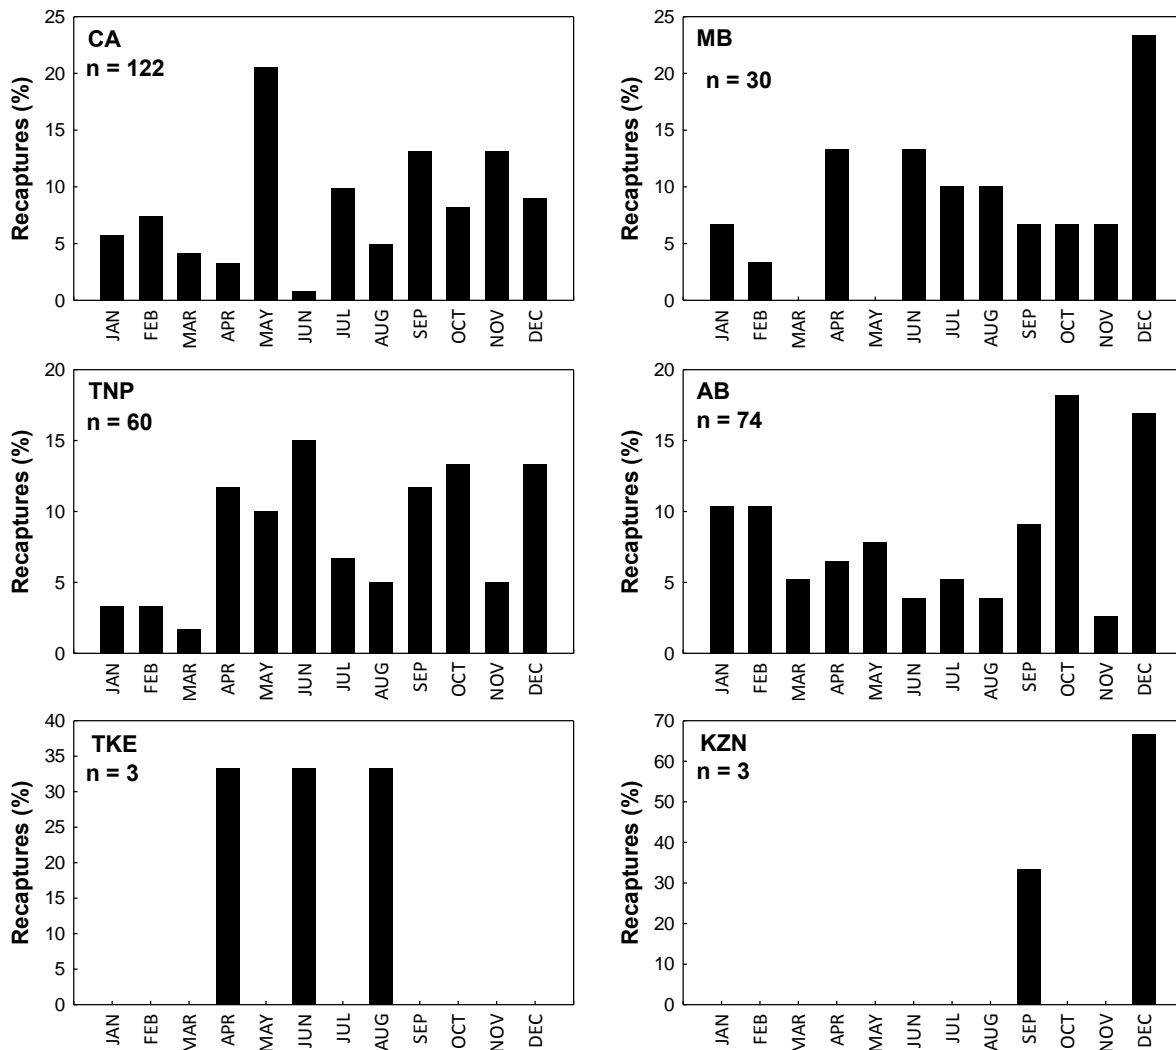 CA
n = 122
Recaptures (%)
25
20
15
10
5
0
JAN FEB MAR APR MAY JUN JUL AUG SEP OCT NOV DEC
MB
n = 30
Recaptures (%)
25
20
15
10
5
0
JAN FEB MAR APR MAY JUN JUL AUG SEP OCT NOV DEC
TNP
n = 60
Recaptures (%)
20
15
10
5
0
JAN FEB MAR APR MAY JUN JUL AUG SEP OCT NOV DEC
AB
n = 74
Recaptures (%)
20
15
10
5
0
JAN FEB MAR APR MAY JUN JUL AUG SEP OCT NOV DEC
TKE
n = 3
Recaptures (%)
40
35
30
25
20
15
10
5
0
JAN FEB MAR APR MAY JUN JUL AUG SEP OCT NOV DEC
KZN
n = 3
Recaptures (%)
70
60
50
40
30
20
10
0
JAN FEB MAR APR MAY JUN JUL AUG SEP OCT NOV DEC